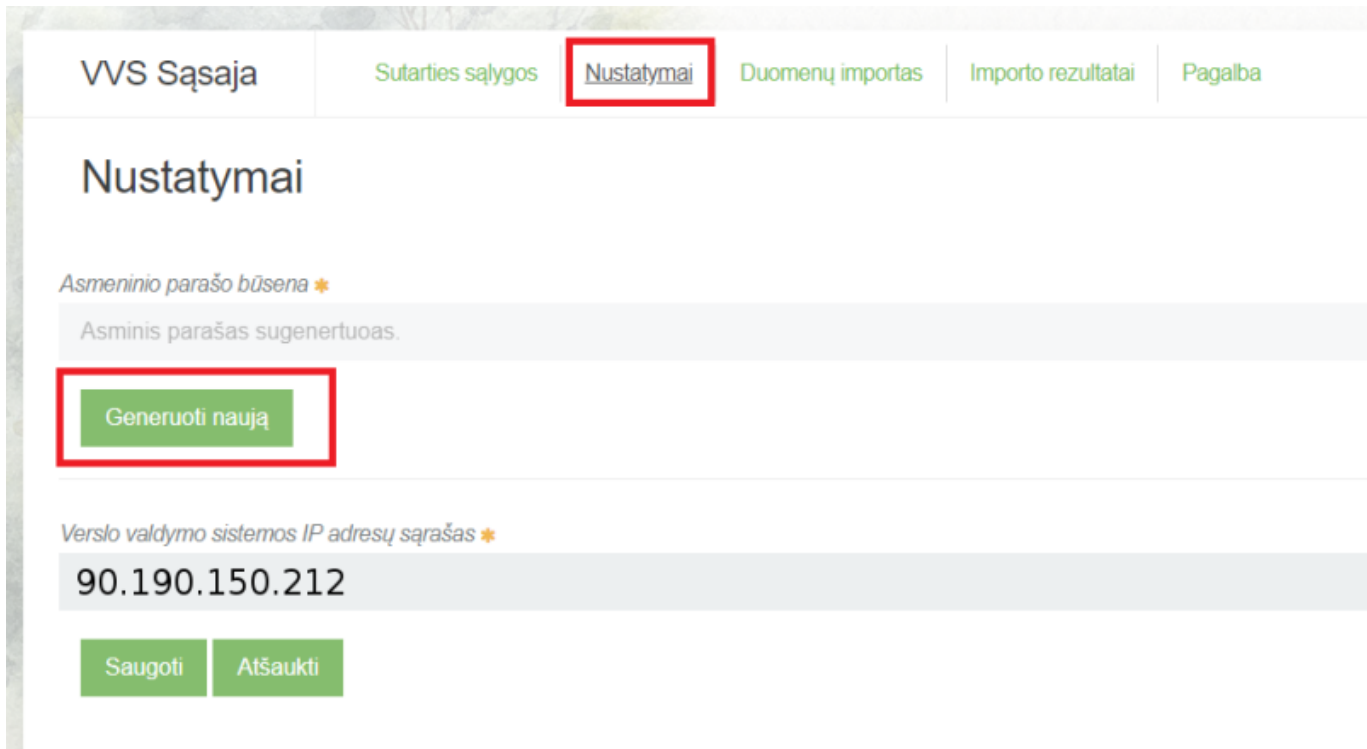 VVS Sąsaja Sutarties sąlygos Nustatymai Duomenų importas Importo rezultatai Pagalba
Nustatymai
Asmeninio parašo būsena *
Asminis parašas sugenertuoas.
Generuoti naują
Verslo valdymo sistemos IP adresų sąrašas *
90.190.150.212
Saugoti Atšaukti